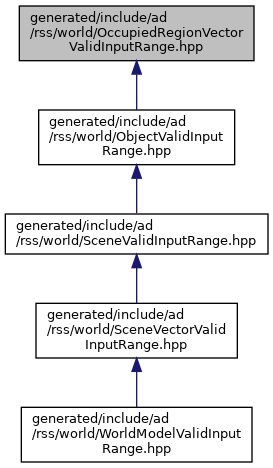 generated/include/ad
/rss/world/OccupiedRegionVector
ValidInputRange.hpp
generated/include/ad
/rss/world/ObjectValidInput
Range.hpp
generated/include/ad
/rss/world/SceneValidInputRange.hpp
generated/include/ad
/rss/world/SceneVectorValid
InputRange.hpp
generated/include/ad
/rss/world/WorldModelValidInput
Range.hpp